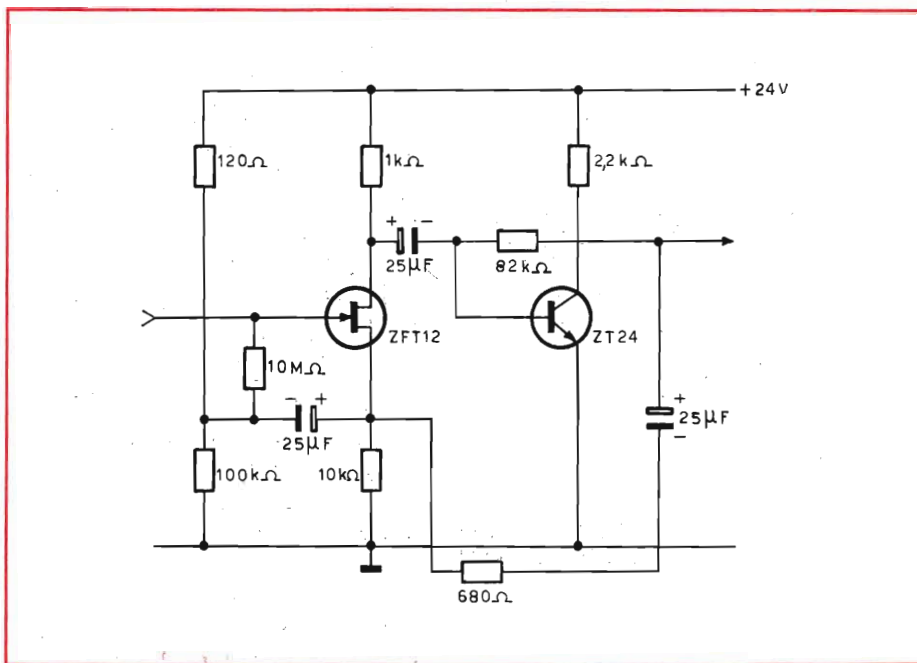 +24V
120Ω
1kΩ
2,2kΩ
+ -
25µF
82kΩ
ZFT12
ZT24
10MΩ
- +
25µF
+
25µF
-
100kΩ
10kΩ
680Ω